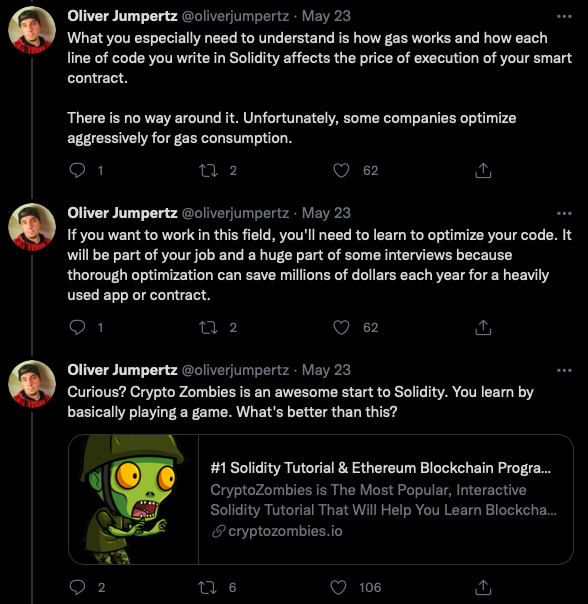 Oliver Jumpertz @oliverjumpertz · May 23
What you especially need to understand is how gas works and how each
line of code you write in Solidity affects the price of execution of your smart
contract.
There is no way around it. Unfortunately, some companies optimize
aggressively for gas consumption.
1 2 62
Oliver Jumpertz @oliverjumpertz · May 23
If you want to work in this field, you'll need to learn to optimize your code. It
will be part of your job and a huge part of some interviews because
thorough optimization can save millions of dollars each year for a heavily
used app or contract.
1 2 62
Oliver Jumpertz @oliverjumpertz · May 23
Curious? Crypto Zombies is an awesome start to Solidity. You learn by
basically playing a game. What's better than this?
#1 Solidity Tutorial & Ethereum Blockchain Progra...
CryptoZombies is The Most Popular, Interactive
Solidity Tutorial That Will Help You Learn Blockcha...
cryptozombies.io
2 6 106